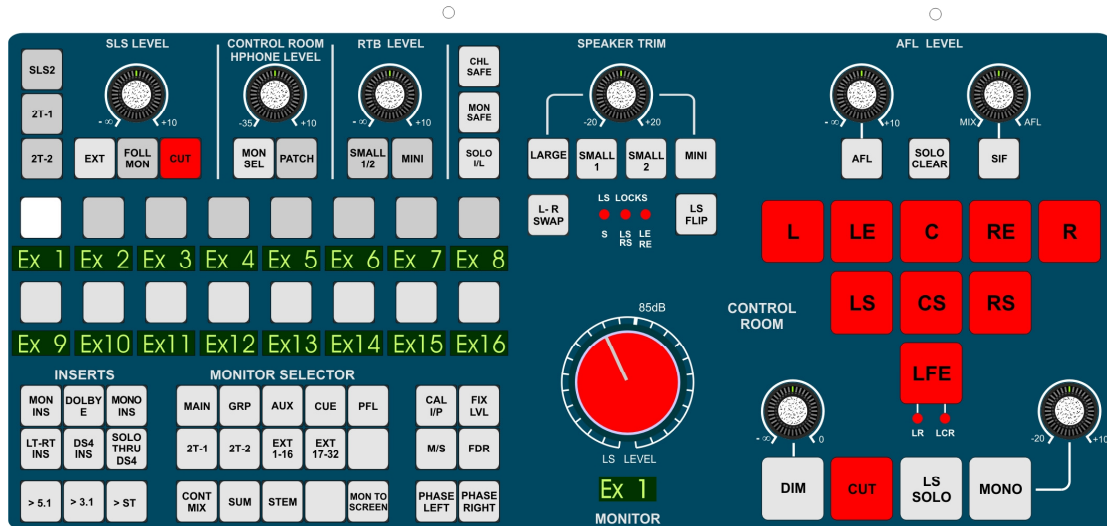 SLS LEVEL
CONTROL ROOM
HPHONE LEVEL
RTB LEVEL
SPEAKER TRIM
AFL LEVEL
SLS2
2T-1
2T-2
- ∞
+10
-35
+10
- ∞
+10
CHL
SAFE
MON
SAFE
SOLO
I/L
-20
+20
- ∞
+10
MIX
AFL
EXT
FOLL
MON
CUT
MON
SEL
PATCH
SMALL
1/2
MINI
LARGE
SMALL
1
SMALL
2
MINI
AFL
SOLO
CLEAR
SIF
L- R
SWAP
LS LOCKS
S
LS
RS
LE
RE
LS
FLIP
L
LE
C
RE
R
Ex 1
Ex 2
Ex 3
Ex 4
Ex 5
Ex 6
Ex 7
Ex 8
LS
CS
RS
CONTROL
ROOM
85dB
Ex 9
Ex10
Ex11
Ex12
Ex13
Ex14
Ex15
Ex16
LFE
LR
LCR
INSERTS
MONITOR SELECTOR
MON
INS
DOLBY
E
MONO
INS
MAIN
GRP
AUX
CUE
PFL
CAL
I/P
FIX
LVL
LT-RT
INS
DS4
INS
SOLO
THRU
DS4
2T-1
2T-2
EXT
1-16
EXT
17-32
M/S
FDR
> 5.1
> 3.1
> ST
CONT
MIX
SUM
STEM
MON TO
SCREEN
PHASE
LEFT
PHASE
RIGHT
LS LEVEL
Ex 1
MONITOR
- ∞
0
-20
+10
DIM
CUT
LS
SOLO
MONO